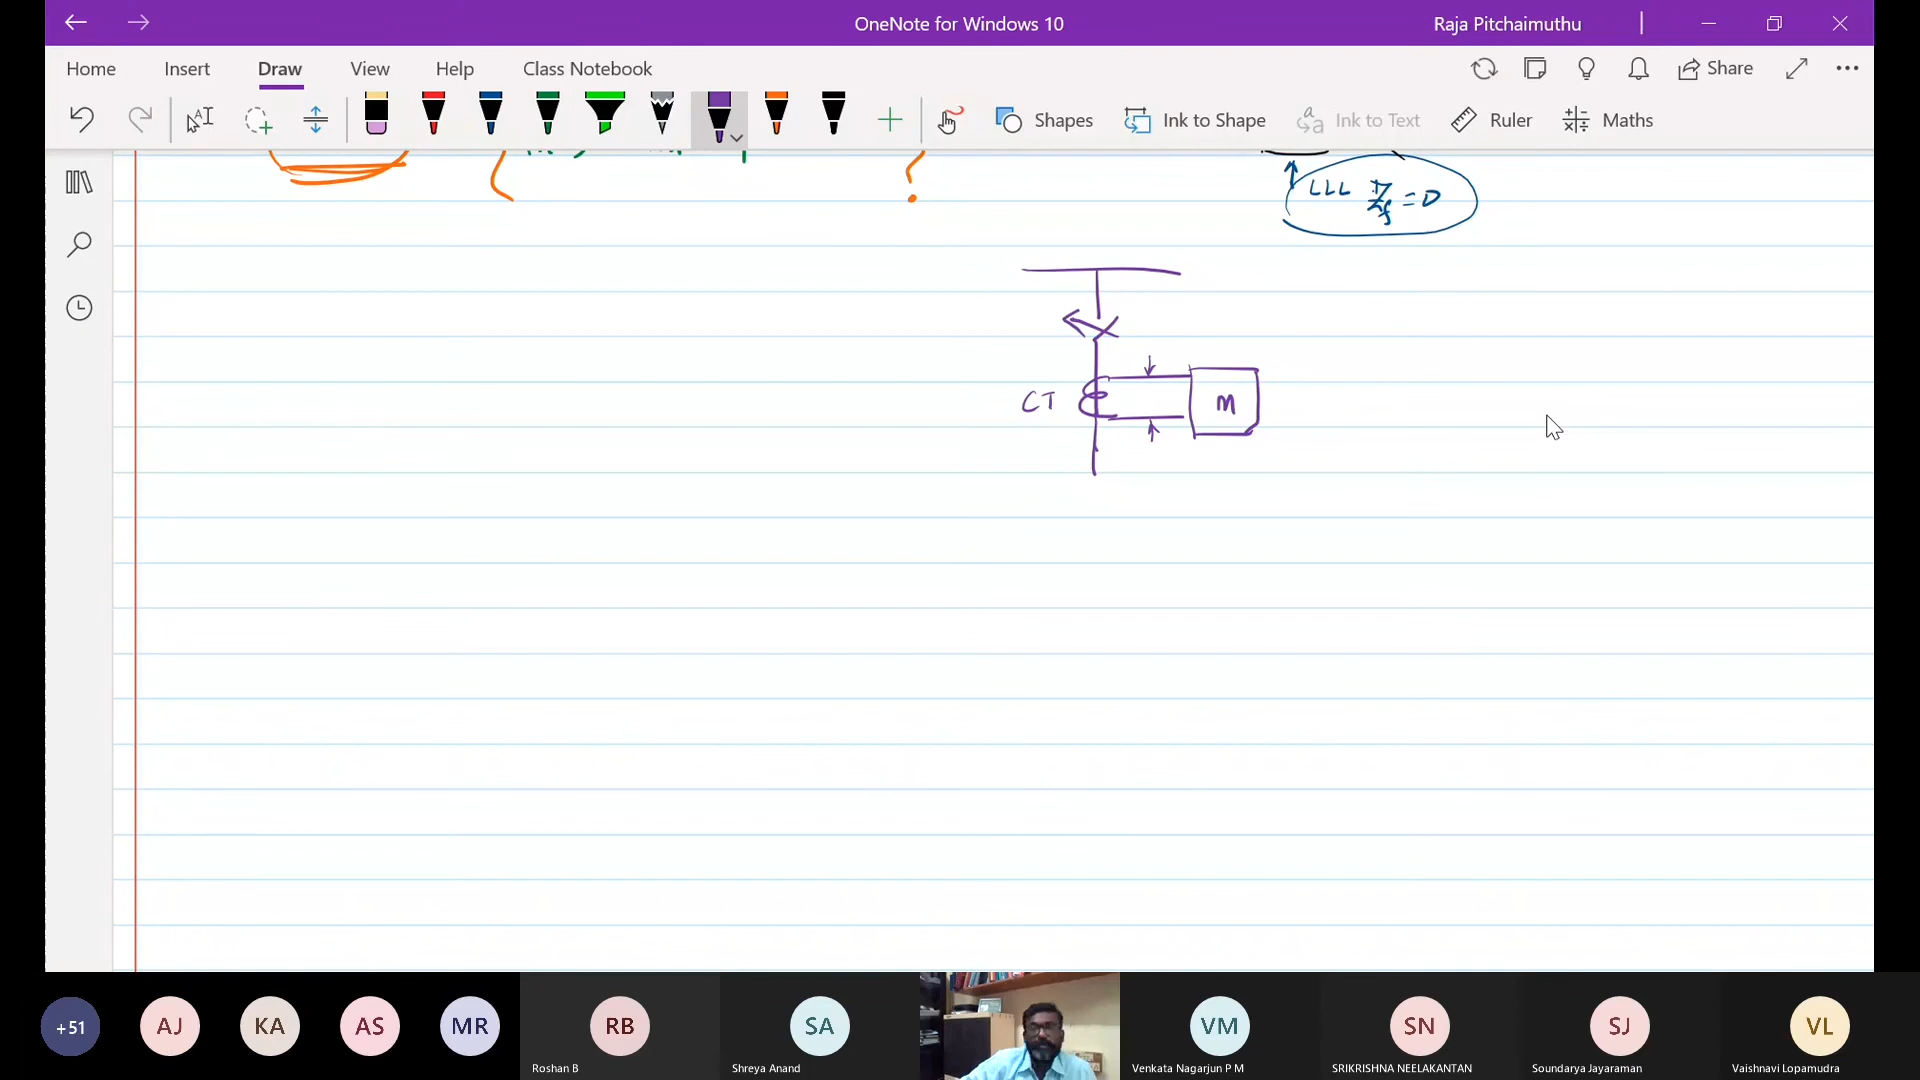 OneNote for Windows 10
Raja Pitchaimuthu
Home Insert Draw View Help Class Notebook
Share
Shapes Ink to Shape Ink to Text Ruler Maths
?
LLL Zf = 0
CT
M
+51 AJ KA AS MR RB SA VM SN SJ VL
Roshan B Shreya Anand Venkata Nagarjun P M SRIKRISHNA NEELAKANTAN Soundarya Jayaraman Vaishnavi Lopamudra